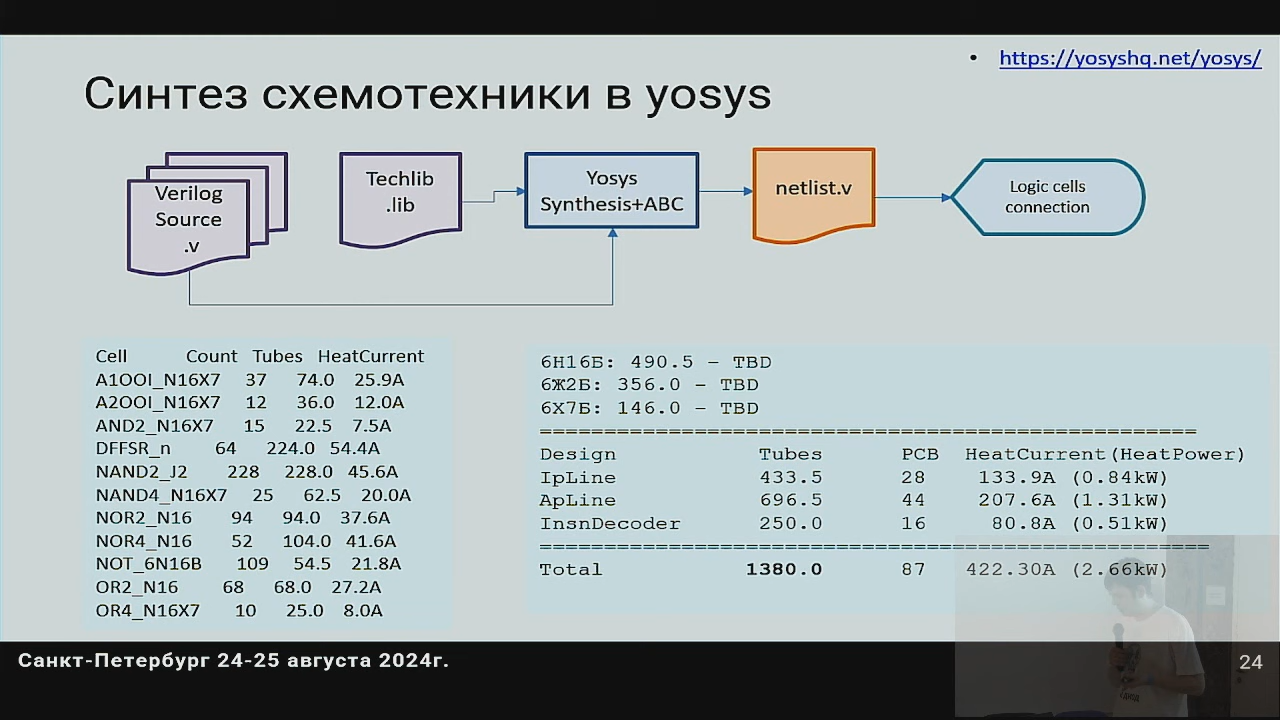 • https://yosyshq.net/yosys/
Синтез схемотехники в yosys
Verilog
Source
.v
Techlib
.lib
Yosys
Synthesis+ABC
netlist.v
Logic cells
connection
Cell Count Tubes HeatCurrent
A1OOI_N16X7 37 74.0 25.9A
A2OOI_N16X7 12 36.0 12.0A
AND2_N16X7 15 22.5 7.5A
DFFSR_n 64 224.0 54.4A
NAND2_J2 228 228.0 45.6A
NAND4_N16X7 25 62.5 20.0A
NOR2_N16 94 94.0 37.6A
NOR4_N16 52 104.0 41.6A
NOT_6N16B 109 54.5 21.8A
OR2_N16 68 68.0 27.2A
OR4_N16X7 10 25.0 8.0A
6Н16Б: 490.5 – TBD
6Ж2Б: 356.0 – TBD
6Х7Б: 146.0 – TBD
===================================================
Design Tubes PCB HeatCurrent(HeatPower)
IpLine 433.5 28 133.9A (0.84kW)
ApLine 696.5 44 207.6A (1.31kW)
InsnDecoder 250.0 16 80.8A (0.51kW)
====================================================
Total 1380.0 87 422.30A (2.66kW)
Санкт-Петербург 24-25 августа 2024г.
24